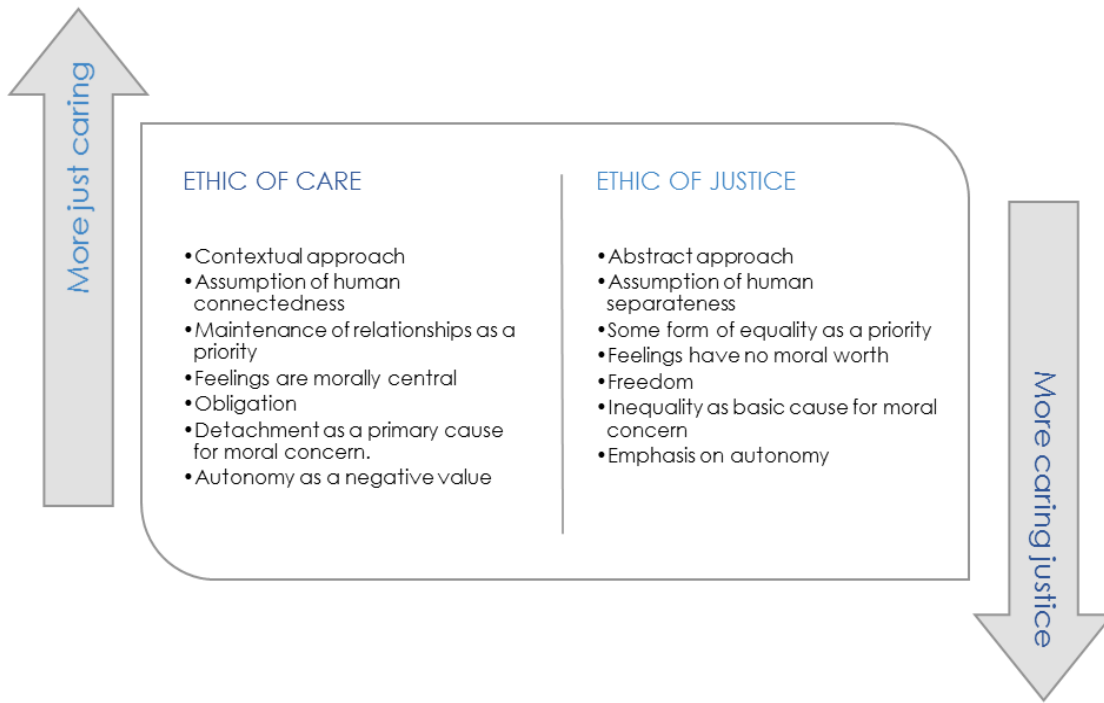 More just caring
ETHIC OF CARE
•Contextual approach
•Assumption of human
connectedness
•Maintenance of relationships as a
priority
•Feelings are morally central
•Obligation
•Detachment as a primary cause
for moral concern.
•Autonomy as a negative value
ETHIC OF JUSTICE
•Abstract approach
•Assumption of human
separateness
•Some form of equality as a priority
•Feelings have no moral worth
•Freedom
•Inequality as basic cause for moral
concern
•Emphasis on autonomy
More caring justice